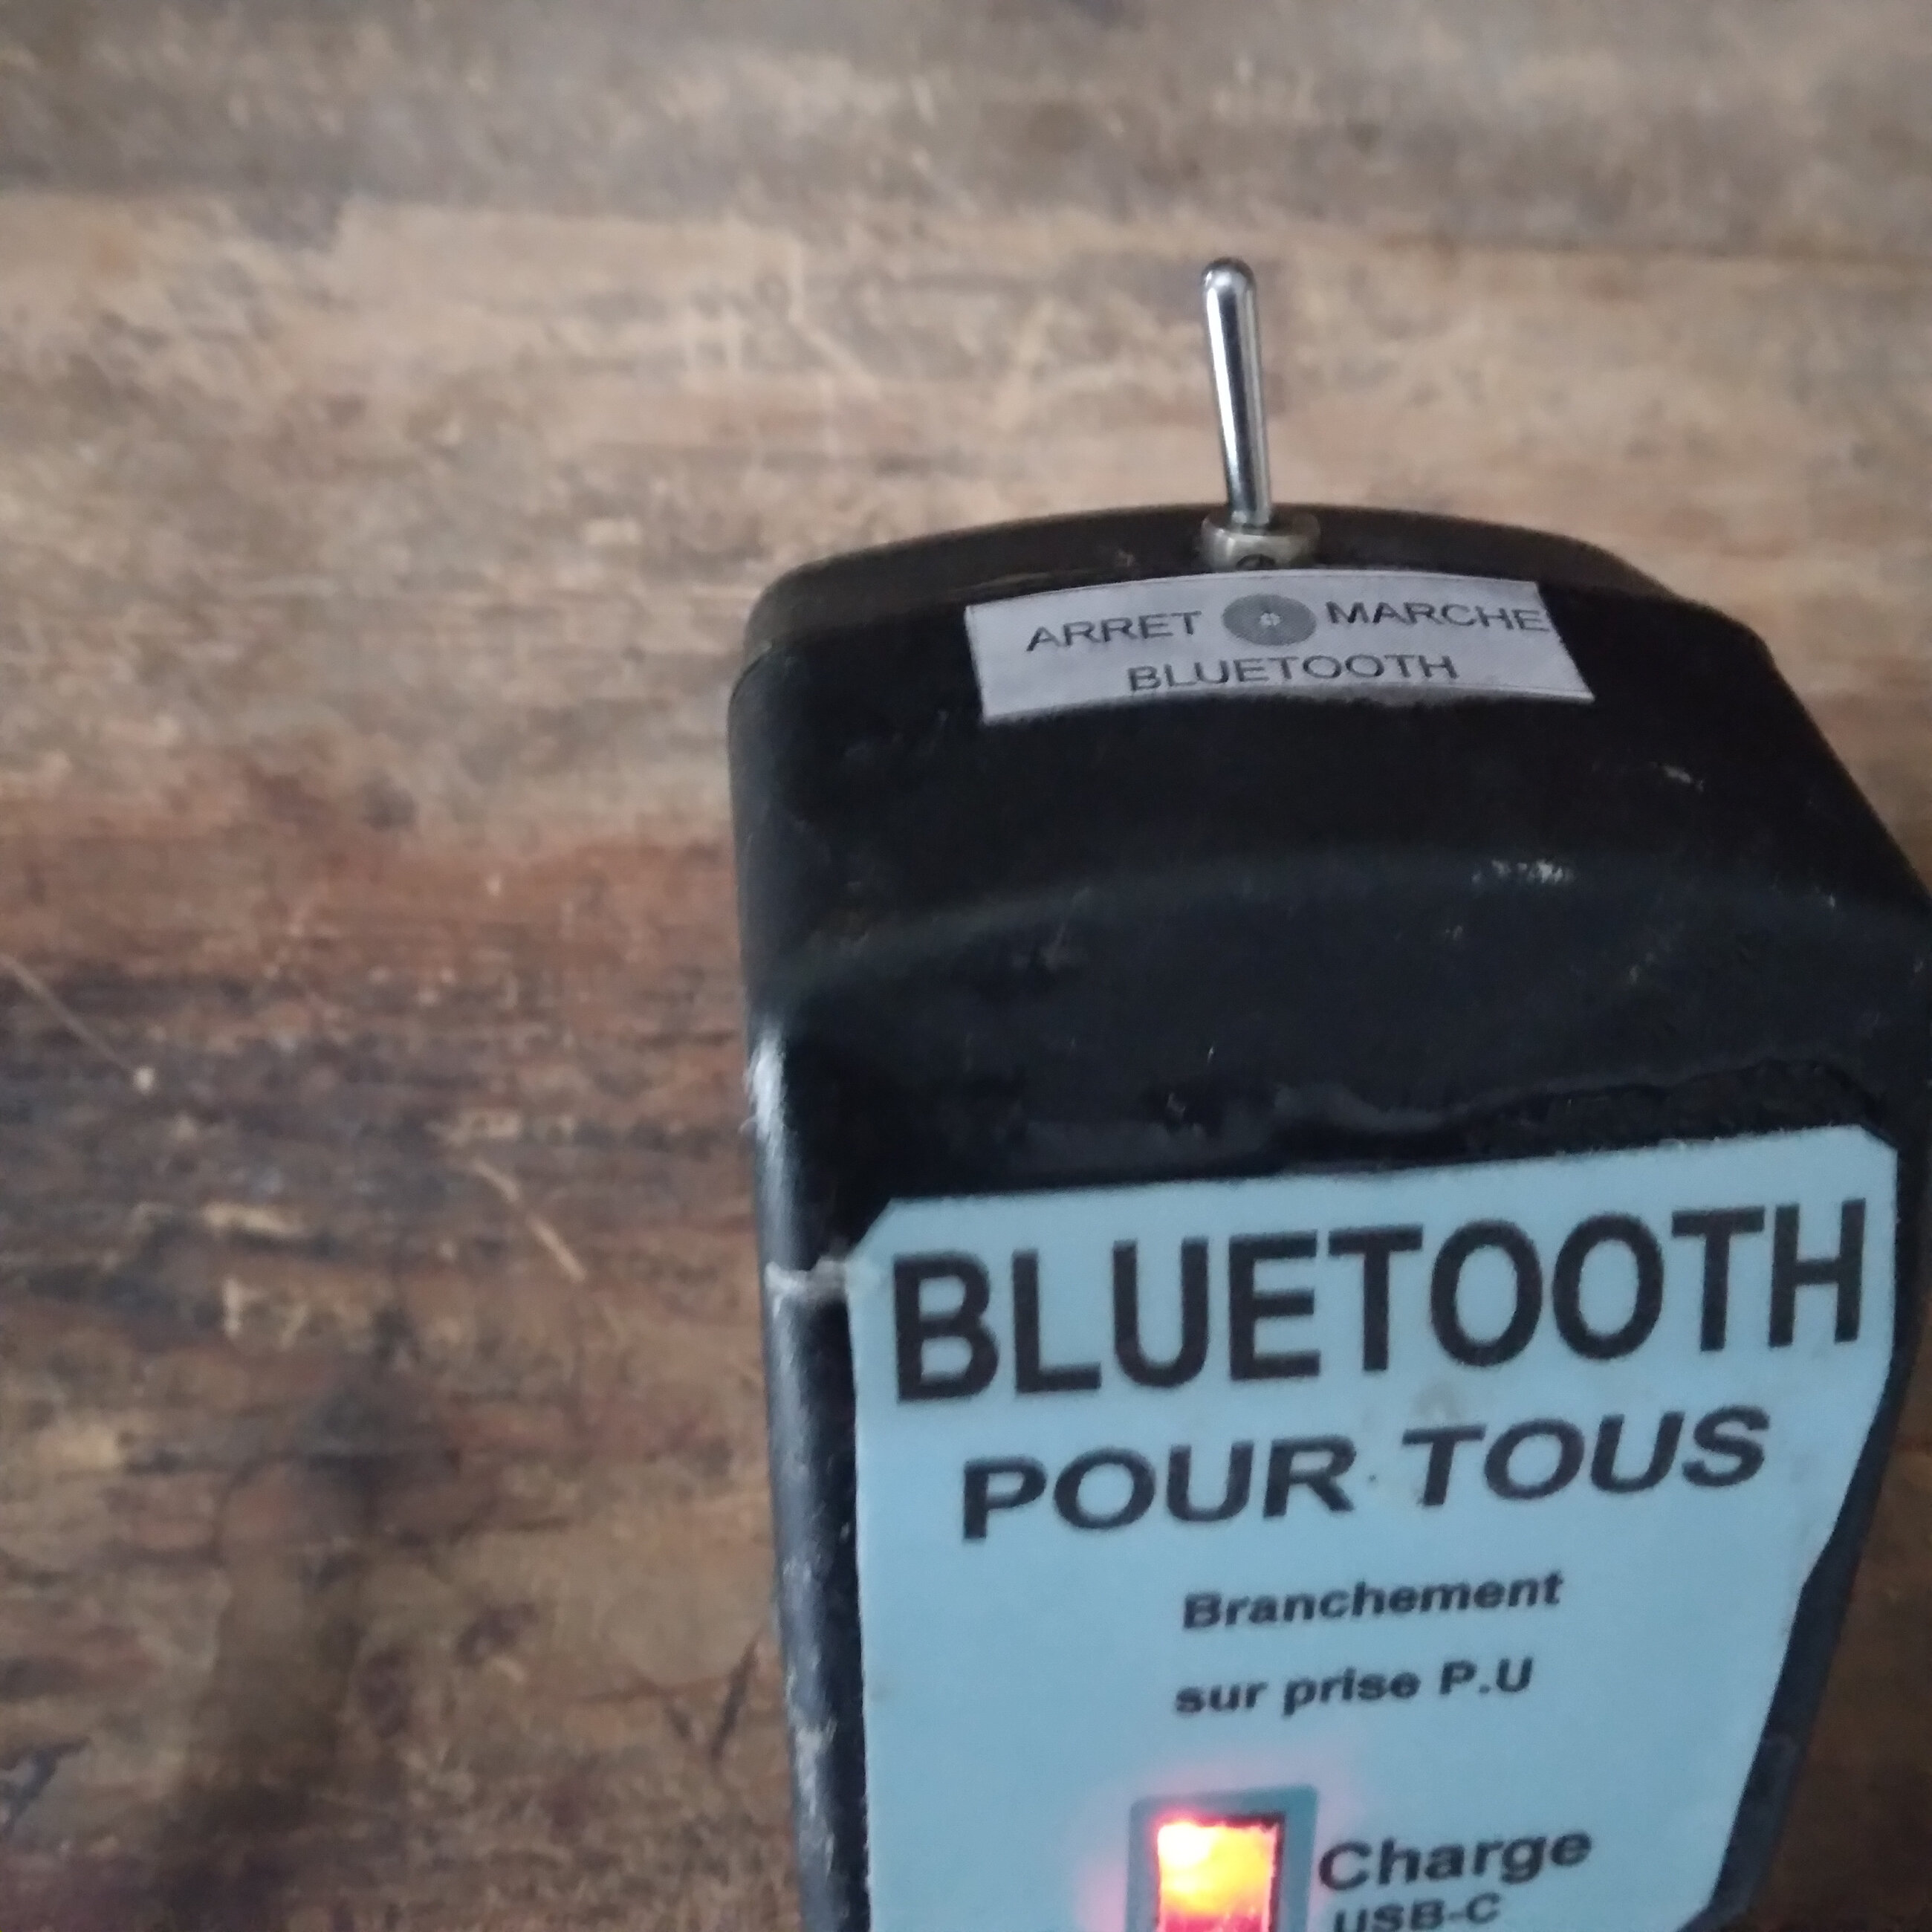 ARRET MARCHE
BLUETOOTH
BLUETOOTH
POUR TOUS
Branchement
sur prise P.U
Charge
USB-C